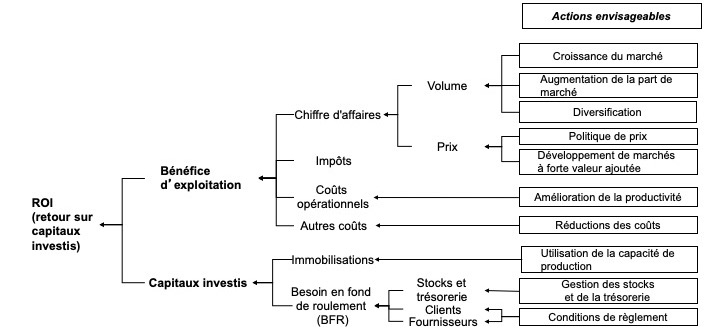 Actions envisageables
Croissance du marché
Volume
Augmentation de la part de
marché
Chiffre d'affaires
Diversification
Prix
Politique de prix
Développement de marchés
à forte valeur ajoutée
Impôts
Bénéfice
d'exploitation
Coûts
opérationnels
Amélioration de la productivité
ROI
(retour sur
capitaux
investis)
Autres coûts
Réductions des coûts
Immobilisations
Utilisation de la capacité de
production
Capitaux investis
Besoin en fond
de roulement
(BFR)
Stocks et
trésorerie
Gestion des stocks
et de la trésorerie
Clients
Fournisseurs
Conditions de règlement